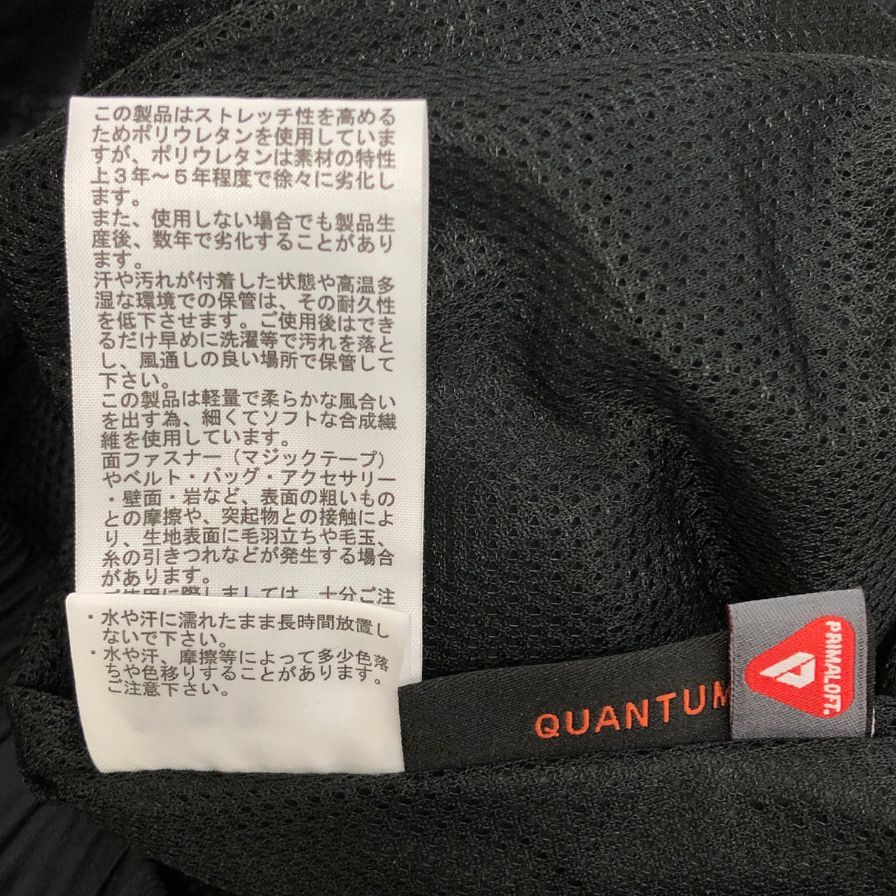 この製品はストレッチ性を高める
ためポリウレタンを使用していま
すが、ポリウレタンは素材の特性
上３年～５年程度で徐々に劣化し
ます。
また、使用しない場合でも製品生
産後、数年で劣化することがあり
ます。
汗や汚れが付着した状態や高温多
湿な環境での保管は、その耐久性
を低下させます。ご使用後はでき
るだけ早めに洗濯等で汚れを落と
し、風通しの良い場所で保管して
下さい。
この製品は軽量で柔らかな風合い
を出す為、細くてソフトな合成繊
維を使用しています。
面ファスナー（マジックテープ）
やベルト・バッグ・アクセサリー
・壁面・岩など、表面の粗いもの
との摩擦や、突起物との接触によ
り、生地表面に毛羽立ちや毛玉、
糸の引きつれなどが発生する場合
があります。
ご使用に際しましては、十分ご注
・水や汗に濡れたまま長時間放置し
ないで下さい。
・水や汗、摩擦等によって多少色落
ちや色移りすることがあります。
ご注意下さい。
QUANTUM
PRIMALOFT.